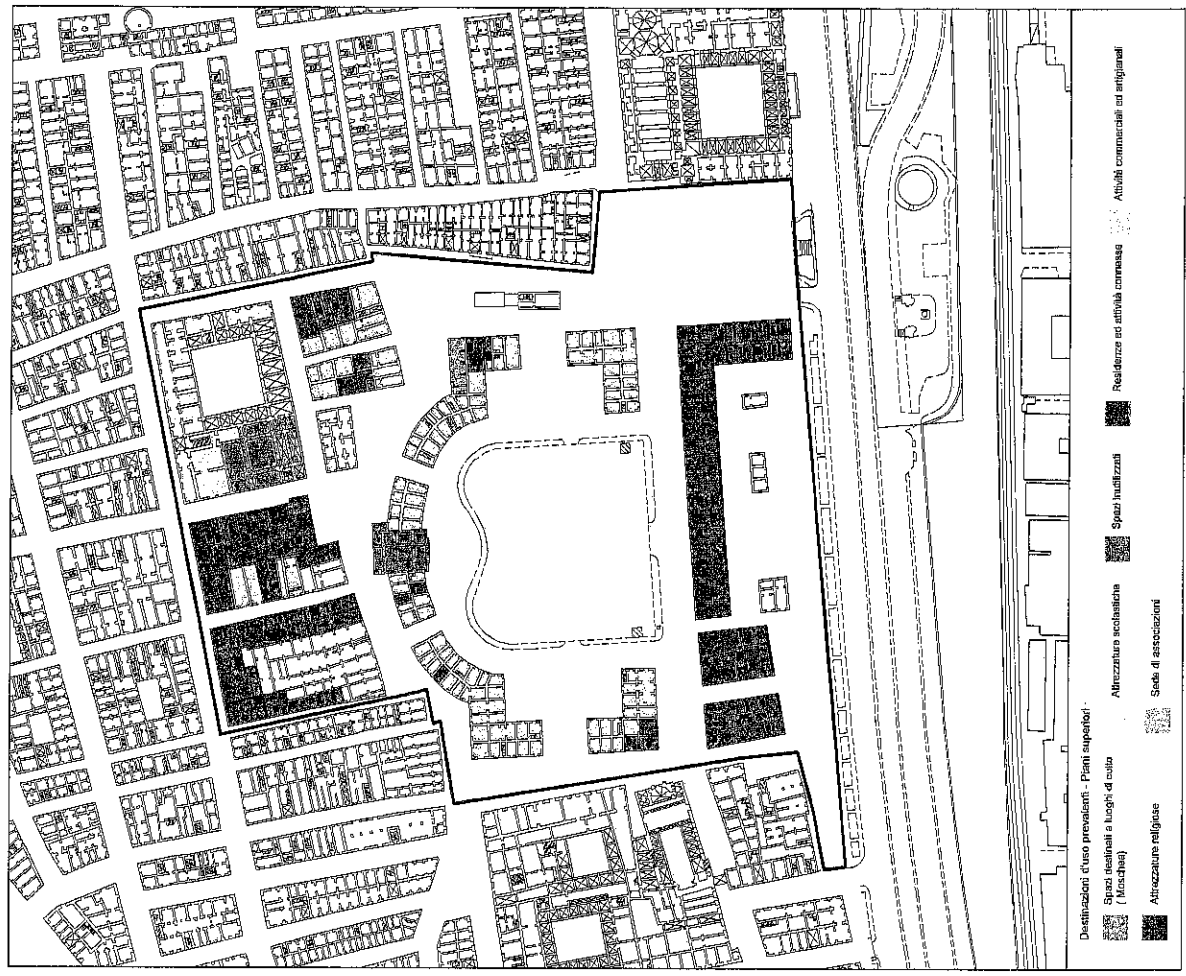 Destinazioni d'uso prevalenti - Piani superiori
Spazi destinati a luoghi di culto
(Moschea)
Attrezzature religiose
Attrezzature scolastiche
Sede di associazioni
Spazi inutilizzati
Residenze ed attività connesse
Attività commerciali ed artigianali